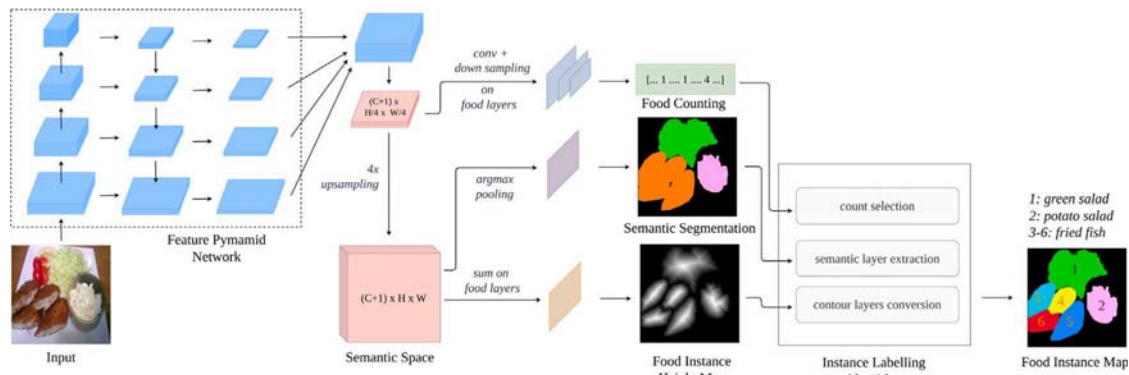 conv +
down sampling
on
food layers
[... 1 .... 1 .... 4 ...]
Food Counting
(C+1) x
H/4 x W/4
4x
upsampling
argmax
pooling
Feature Pymamid
Network
Semantic Segmentation
count selection
semantic layer extraction
contour layers conversion
1: green salad
2: potato salad
3-6: fried fish
1
2
4
5
6
(C+1) x H x W
sum on
food layers
Input
Semantic Space
Food Instance
Instance Labelling
Food Instance Map